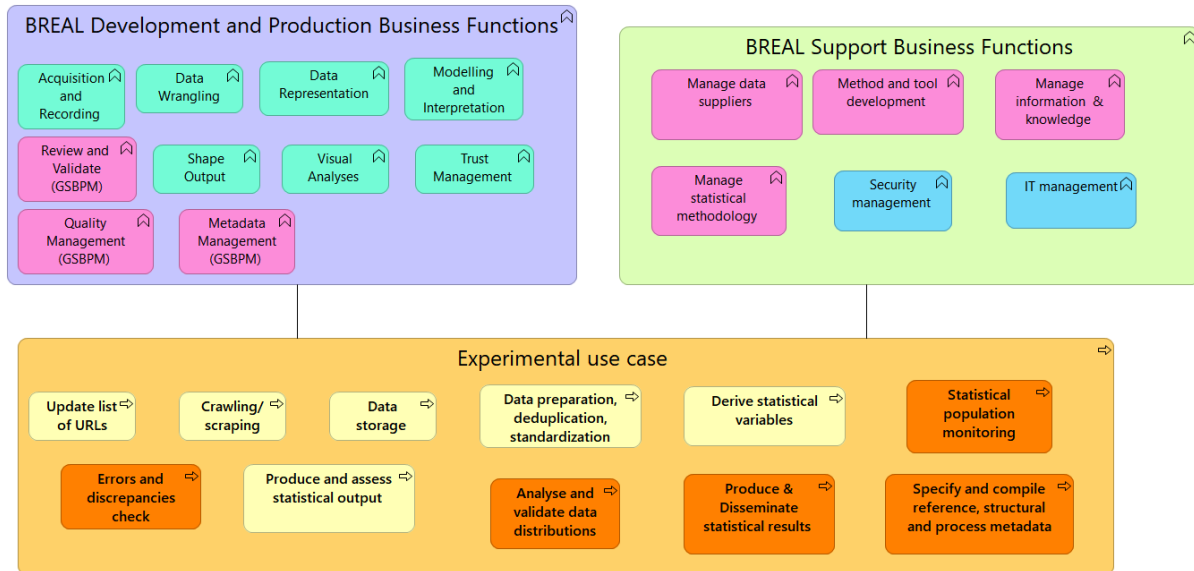 BREAL Development and Production Business Functions
Acquisition
and
Recording
Data
Wrangling
Data
Representation
Modelling
and
Interpretation
Review and
Validate
(GSBPM)
Shape
Output
Visual
Analyses
Trust
Management
Quality
Management
(GSBPM)
Metadata
Management
(GSBPM)
BREAL Support Business Functions
Manage data
suppliers
Method and tool
development
Manage
information &
knowledge
Manage
statistical
methodology
Security
management
IT management
Experimental use case
Update list
of URLs
Crawling/
scraping
Data
storage
Data preparation,
deduplication,
standardization
Derive statistical
variables
Statistical
population
monitoring
Errors and
discrepancies
check
Produce and assess
statistical output
Analyse and
validate data
distributions
Produce &
Disseminate
statistical results
Specify and compile
reference, structural
and process metadata